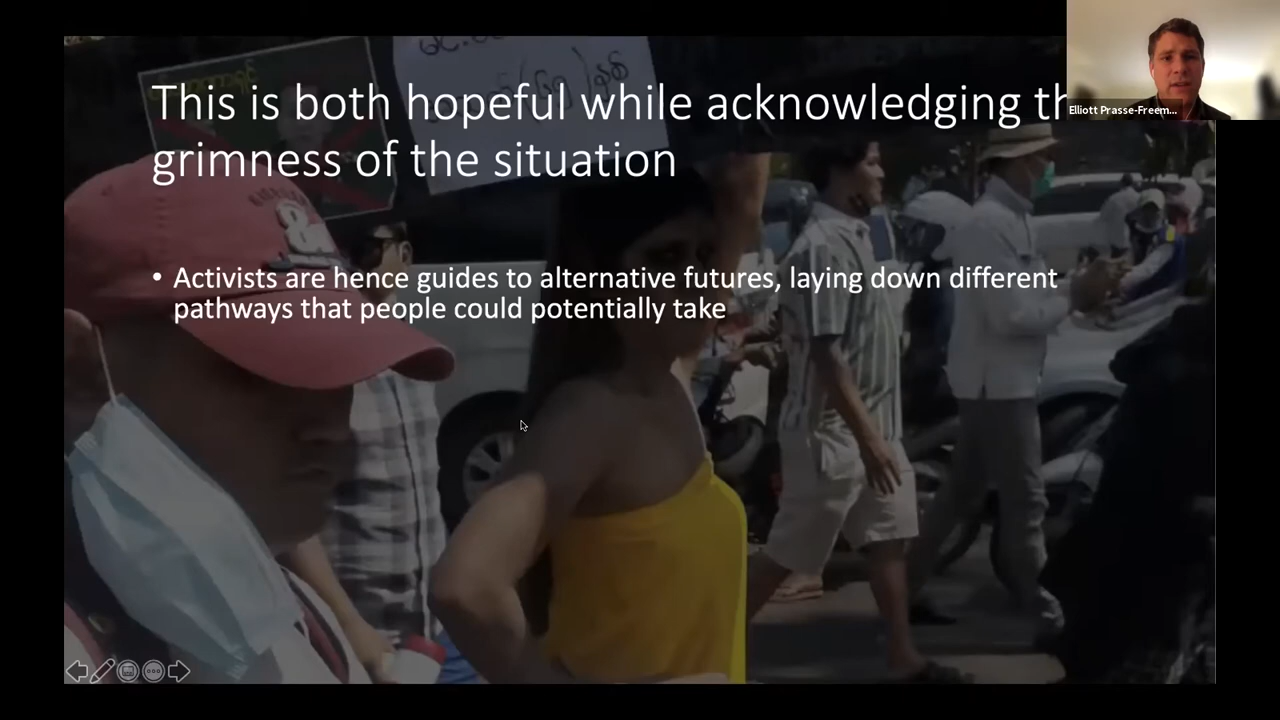 This is both hopeful while acknowledging th
grimness of the situation
• Activists are hence guides to alternative futures, laying down different
pathways that people could potentially take
Elliott Prasse-Freem...